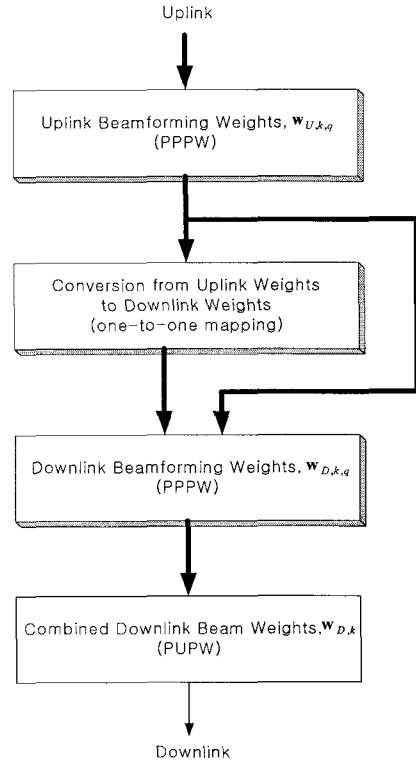 Uplink
Uplink Beamforming Weights, w_{U,k,q}
(PPPW)
Conversion from Uplink Weights
to Downlink Weights
(one-to-one mapping)
Downlink Beamforming Weights, w_{D,k,q}
(PPPW)
Combined Downlink Beam Weights, w_{D,k}
(PUPW)
Downlink